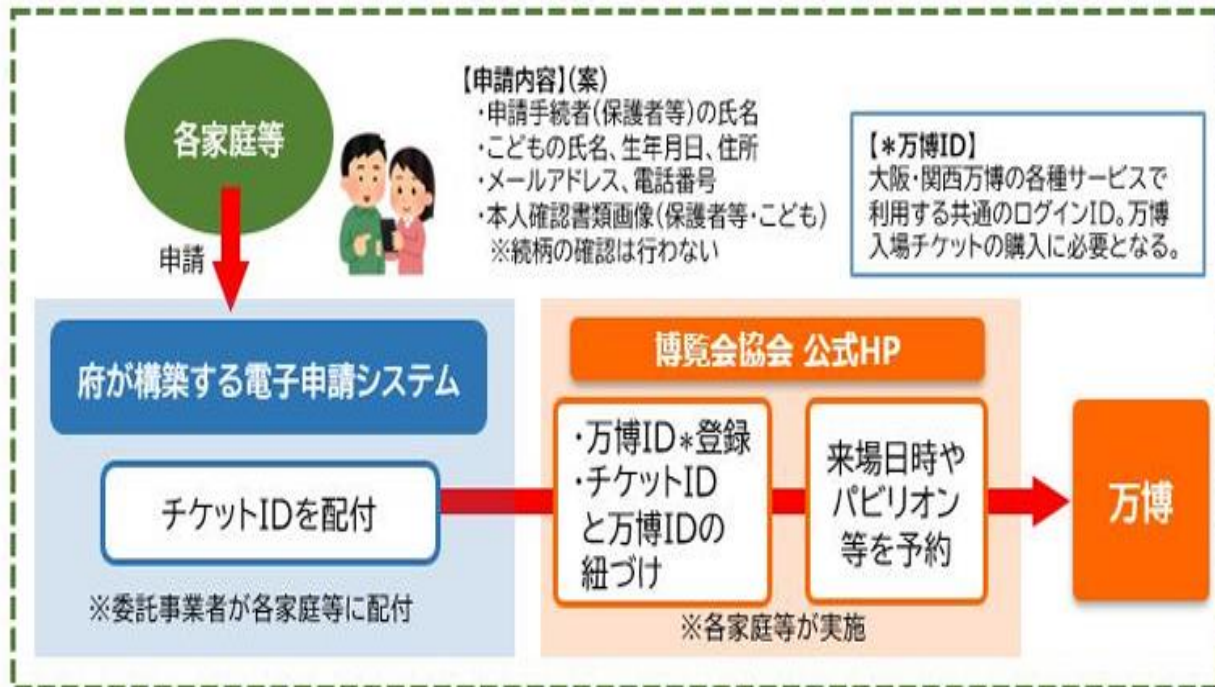 各家庭等
申請
【申請内容】(案)
・申請手続者(保護者等)の氏名
・こどもの氏名、生年月日、住所
・メールアドレス、電話番号
・本人確認書類画像(保護者等・こども)
※続柄の確認は行わない
【*万博ID】
大阪・関西万博の各種サービスで
利用する共通のログインID。万博
入場チケットの購入に必要となる。
府が構築する電子申請システム
チケットIDを配付
※委託事業者が各家庭等に配付
博覧会協会 公式HP
・万博ID*登録
・チケットID
と万博IDの
紐づけ
来場日時や
パビリオン
等を予約
※各家庭等が実施
万博